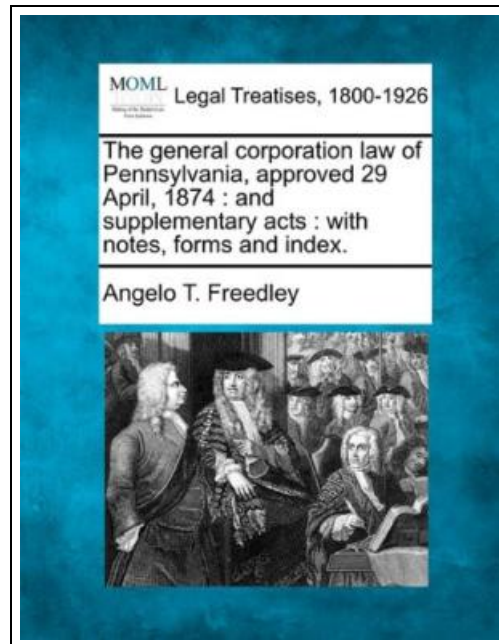 MOML
Legal Treatises, 1800-1926
The general corporation law of
Pennsylvania, approved 29
April, 1874 : and
supplementary acts : with
notes, forms and index.
Angelo T. Freedley